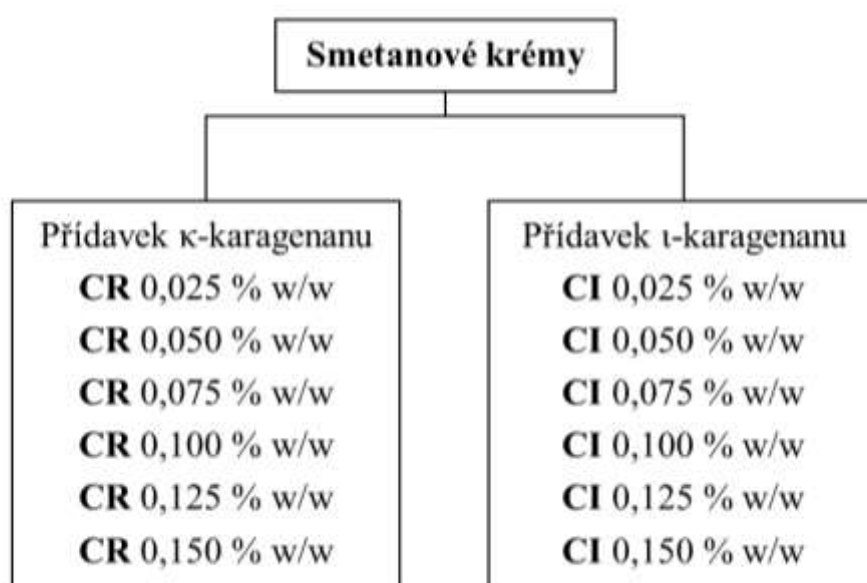 Smetanové krémy
Přídavek κ-karagenanu
CR 0,025 % w/w
CR 0,050 % w/w
CR 0,075 % w/w
CR 0,100 % w/w
CR 0,125 % w/w
CR 0,150 % w/w
Přídavek ι-karagenanu
CI 0,025 % w/w
CI 0,050 % w/w
CI 0,075 % w/w
CI 0,100 % w/w
CI 0,125 % w/w
CI 0,150 % w/w